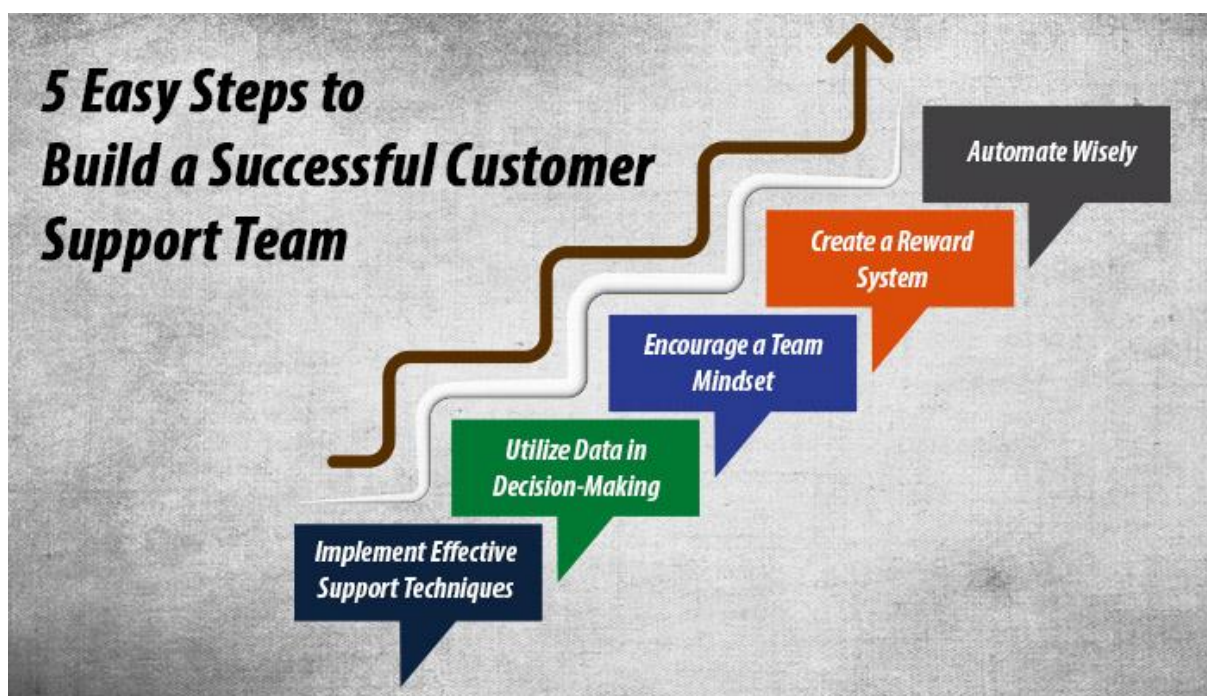 5 Easy Steps to
Build a Successful Customer
Support Team
Automate Wisely
Create a Reward
System
Encourage a Team
Mindset
Utilize Data in
Decision-Making
Implement Effective
Support Techniques